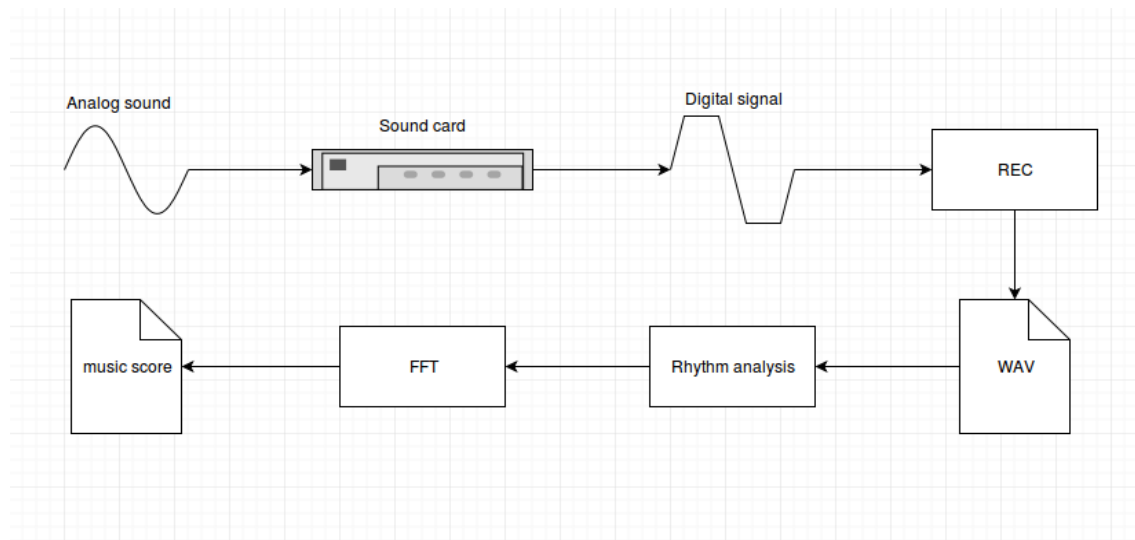 Analog sound
Sound card
Digital signal
REC
music score
FFT
Rhythm analysis
WAV